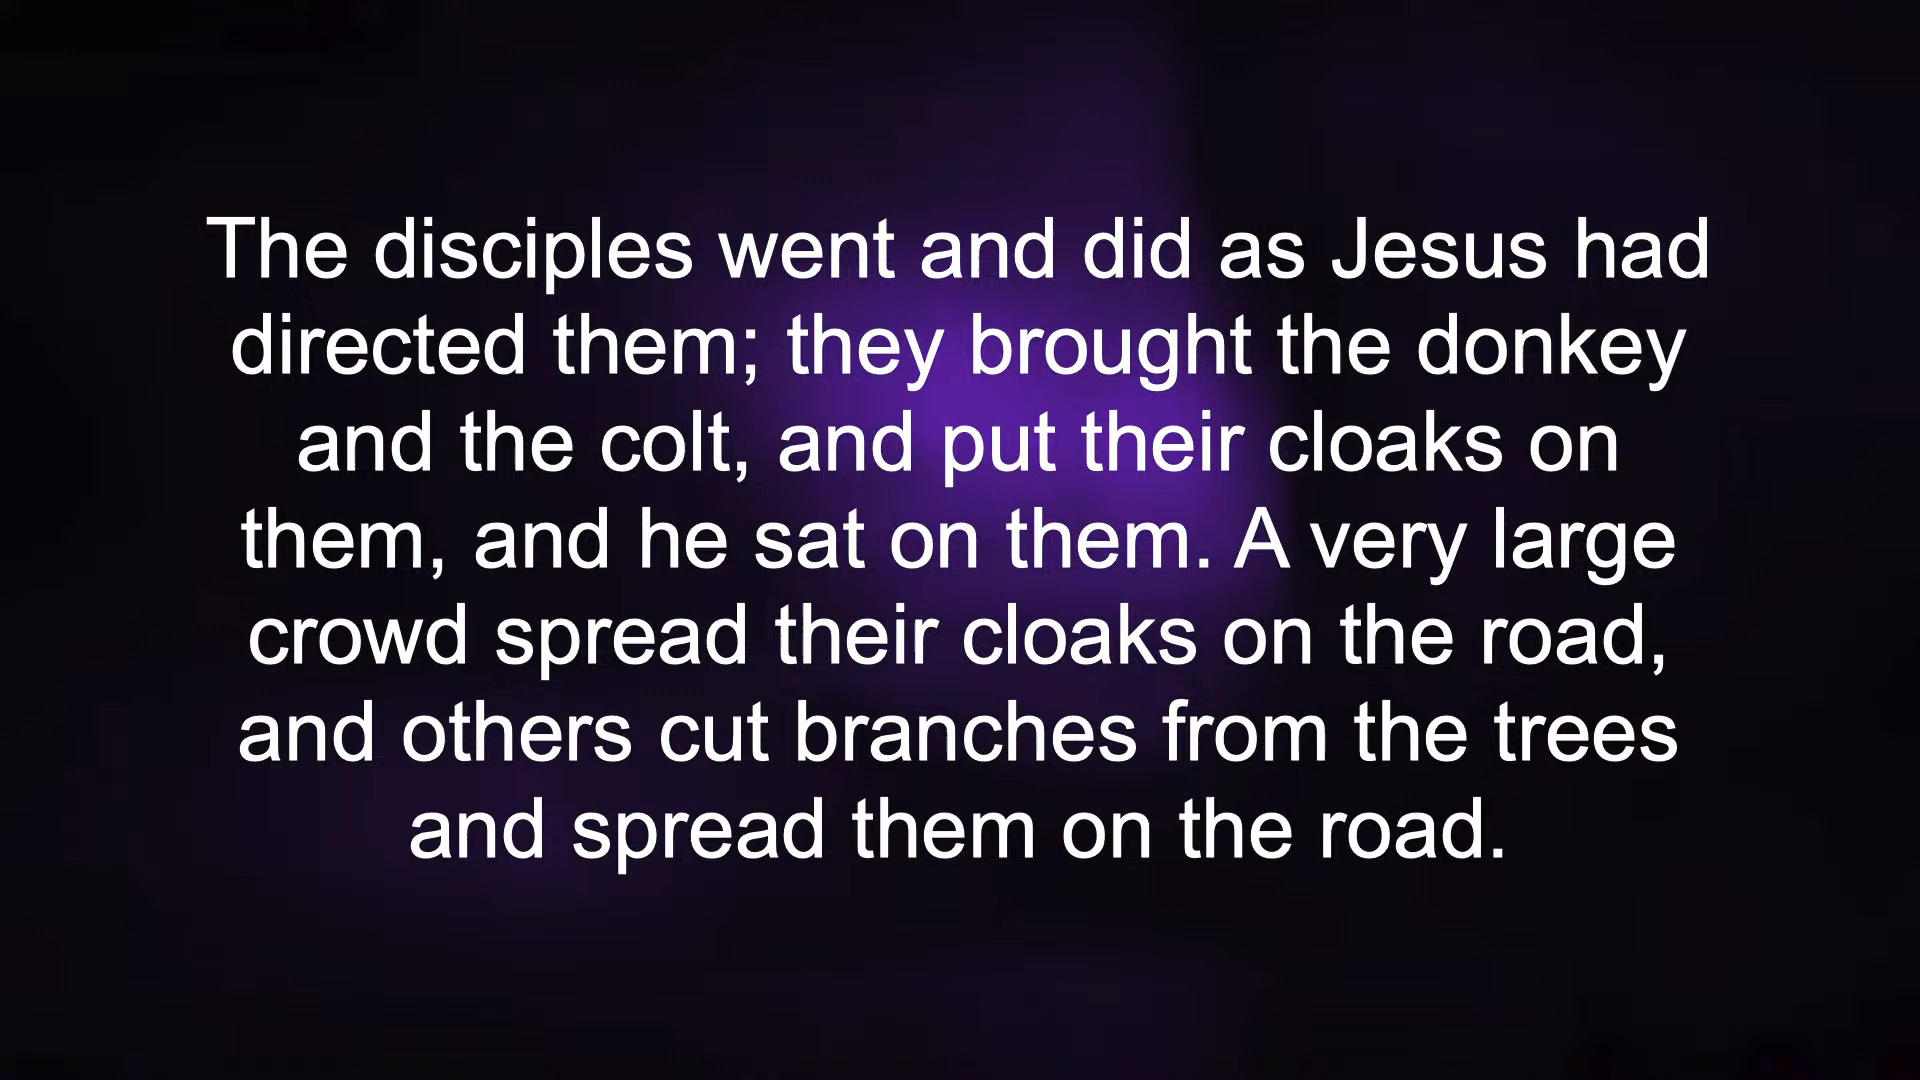 The disciples went and did as Jesus had
directed them; they brought the donkey
and the colt, and put their cloaks on
them, and he sat on them. A very large
crowd spread their cloaks on the road,
and others cut branches from the trees
and spread them on the road.